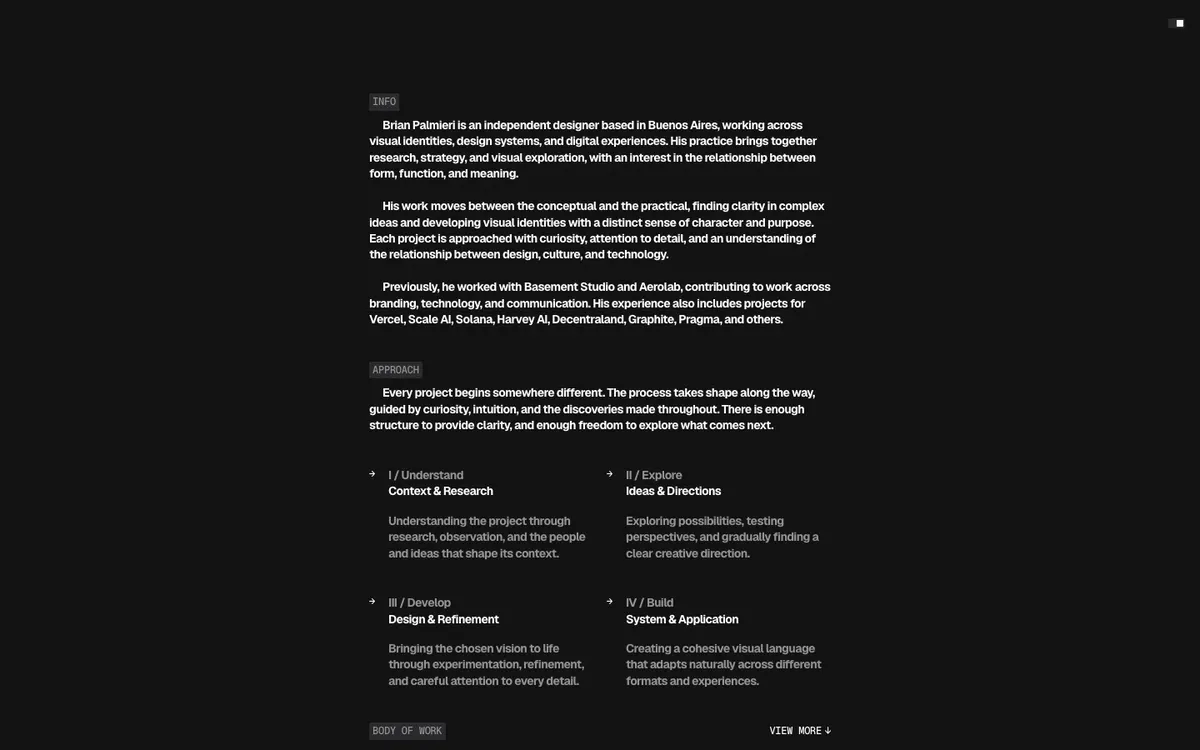 INFO
Brian Palmieri is an independent designer based in Buenos Aires, working across
visual identities, design systems, and digital experiences. His practice brings together
research, strategy, and visual exploration, with an interest in the relationship between
form, function, and meaning.
His work moves between the conceptual and the practical, finding clarity in complex
ideas and developing visual identities with a distinct sense of character and purpose.
Each project is approached with curiosity, attention to detail, and an understanding of
the relationship between design, culture, and technology.
Previously, he worked with Basement Studio and Aerolab, contributing to work across
branding, technology, and communication. His experience also includes projects for
Vercel, Scale AI, Solana, Harvey AI, Decentraland, Graphite, Pragma, and others.
APPROACH
Every project begins somewhere different. The process takes shape along the way,
guided by curiosity, intuition, and the discoveries made throughout. There is enough
structure to provide clarity, and enough freedom to explore what comes next.
→ I / Understand
Context & Research
Understanding the project through
research, observation, and the people
and ideas that shape its context.
→ II / Explore
Ideas & Directions
Exploring possibilities, testing
perspectives, and gradually finding a
clear creative direction.
→ III / Develop
Design & Refinement
Bringing the chosen vision to life
through experimentation, refinement,
and careful attention to every detail.
→ IV / Build
System & Application
Creating a cohesive visual language
that adapts naturally across different
formats and experiences.
BODY OF WORK
VIEW MORE ↓